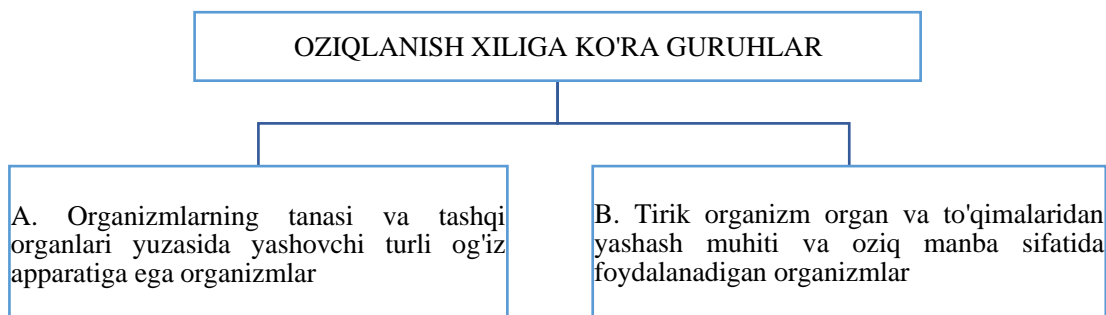 OZIQLANISH XILIGA KO'RA GURUHLAR
A. Organizmlarning tanasi va tashqi
organlari yuzasida yashovchi turli og'iz
apparatiga ega organizmlar
B. Tirik organizm organ va to'qimalaridan
yashash muhiti va oziq manba sifatida
foydalanadigan organizmlar